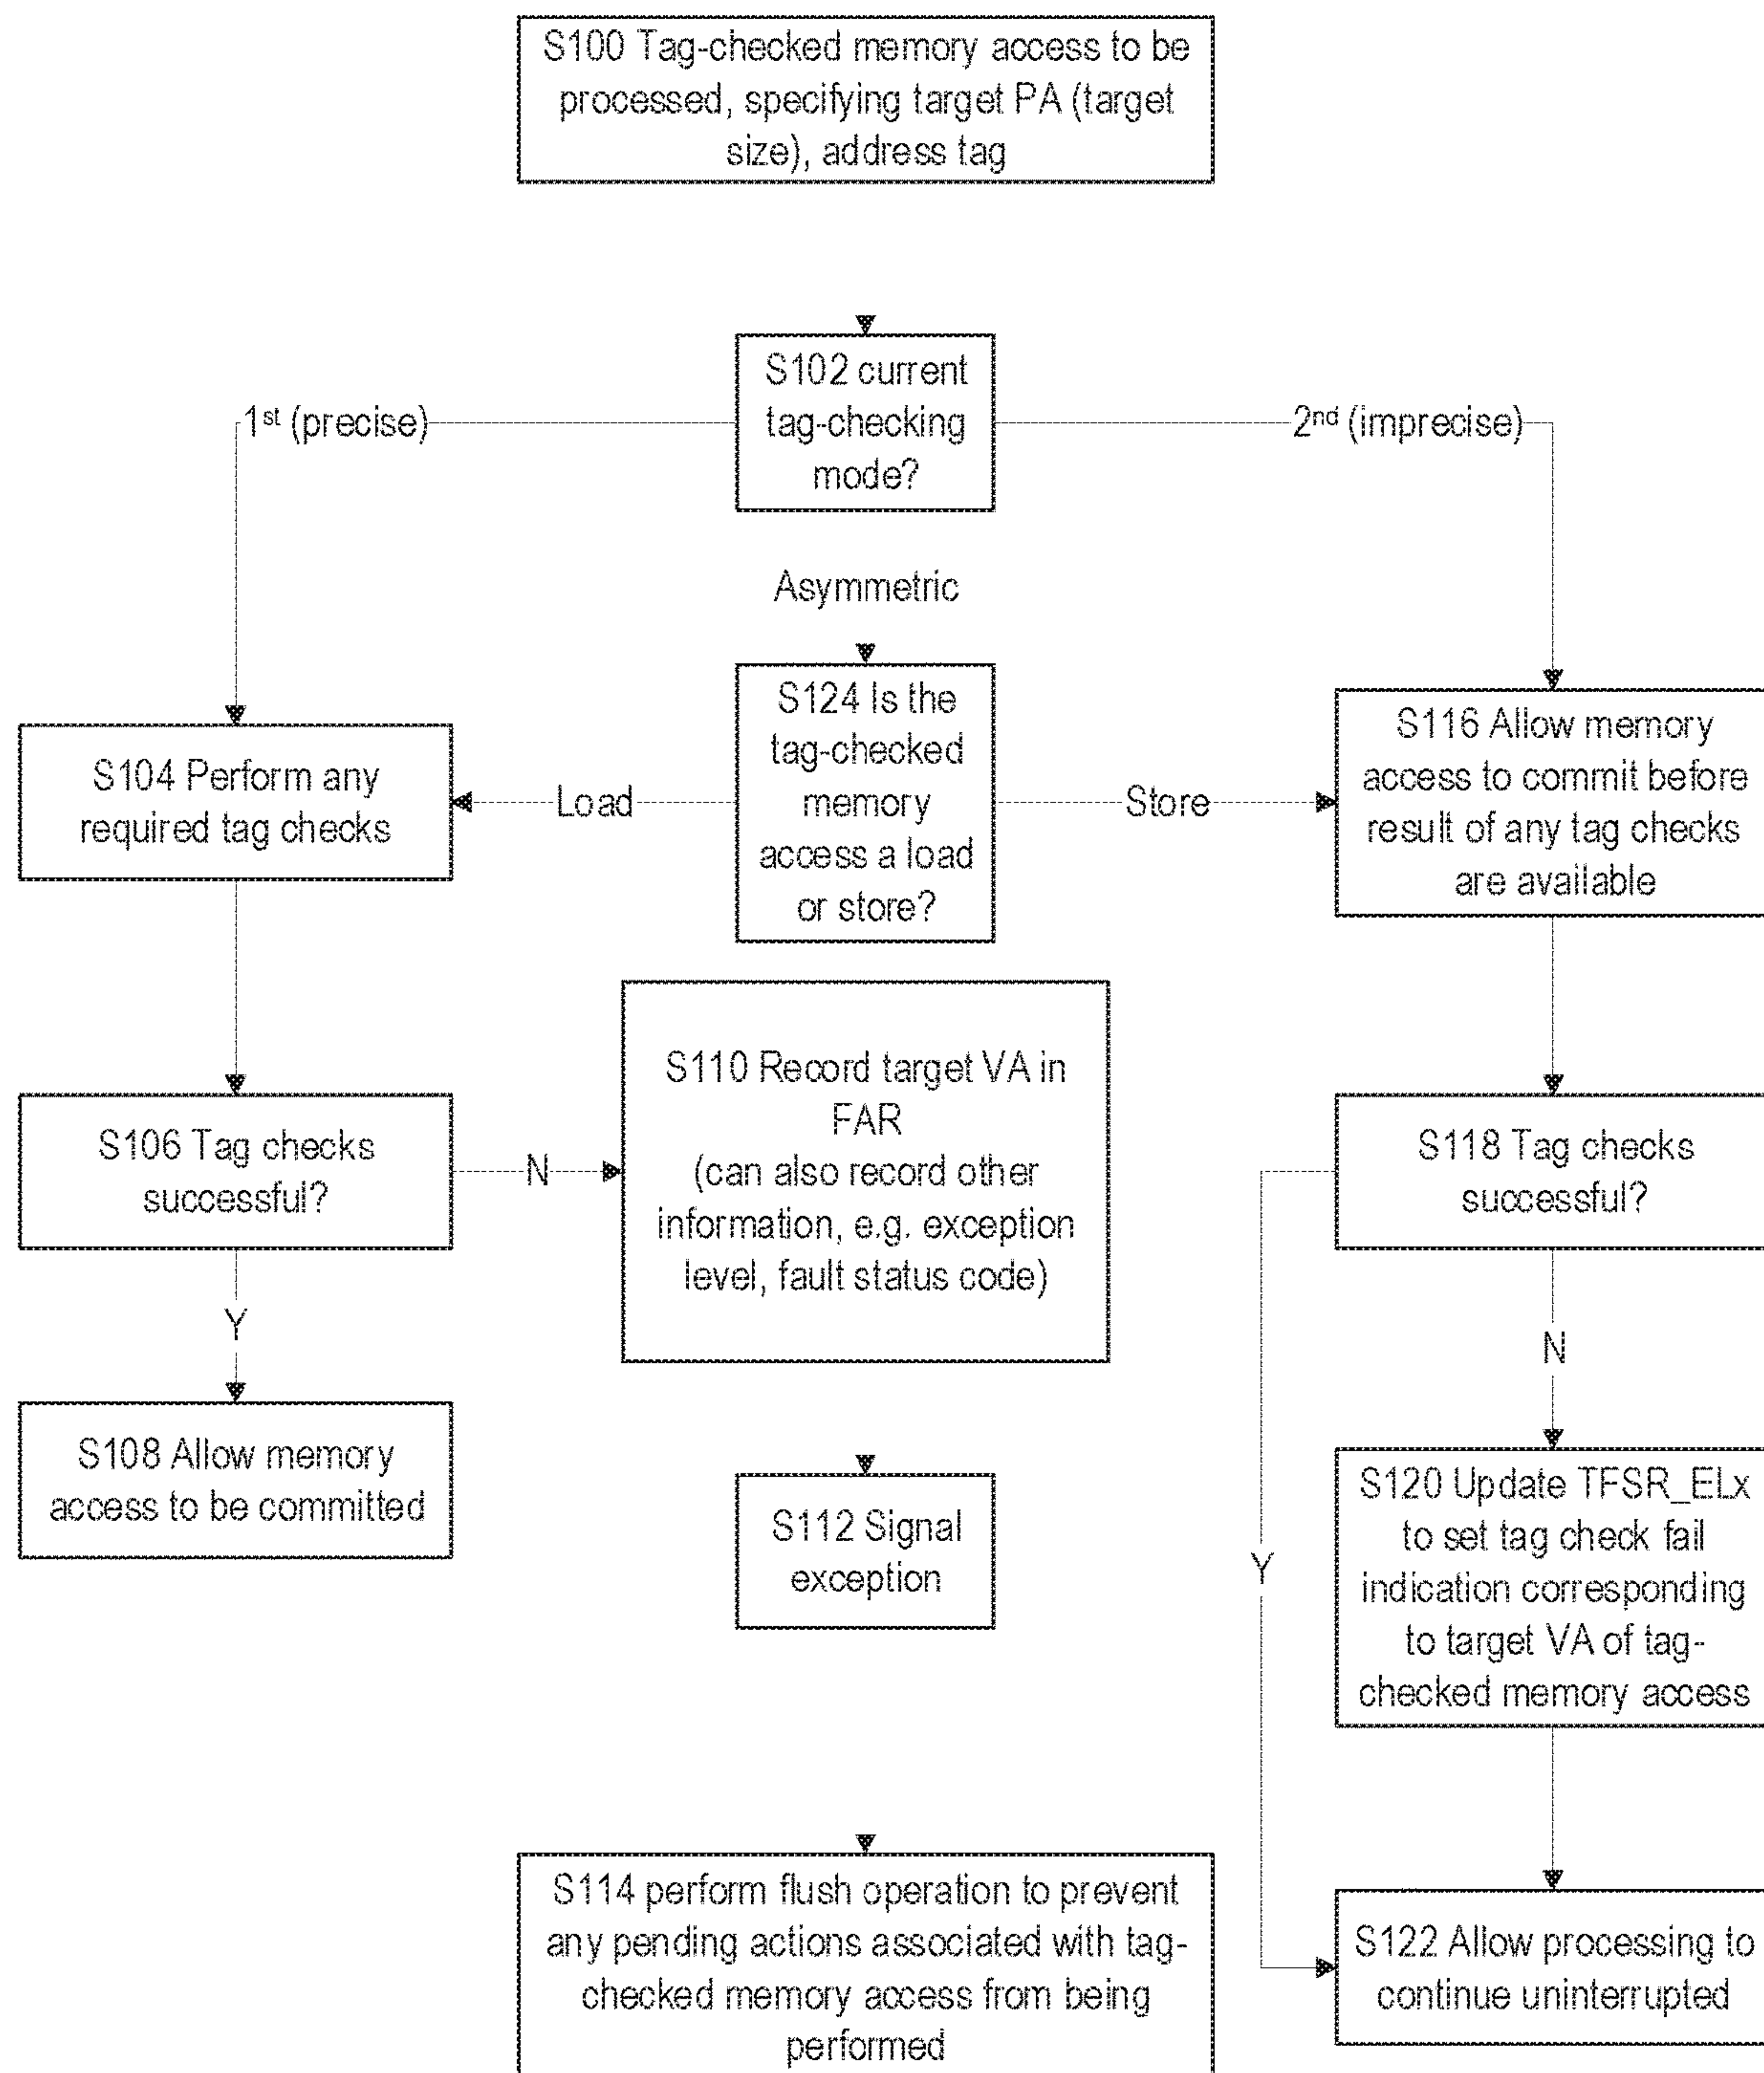 S100 Tag-checked memory access to be
processed, specifying target PA (target
size), address tag
S102 current
tag-checking
mode?
1st (precise)
2nd (imprecise)
Asymmetric
S124 Is the
tag-checked
memory
access a load
or store?
Load
Store
S104 Perform any
required tag checks
S116 Allow memory
access to commit before
result of any tag checks
are available
S106 Tag checks
successful?
N
S110 Record target VA in
FAR
(can also record other
information, e.g. exception
level, fault status code)
S118 Tag checks
successful?
Y
N
S108 Allow memory
access to be committed
S112 Signal
exception
Y
S120 Update TFSR_ELx
to set tag check fail
indication corresponding
to target VA of tag-
checked memory access
S114 perform flush operation to prevent
any pending actions associated with tag-
checked memory access from being
performed
S122 Allow processing to
continue uninterrupted